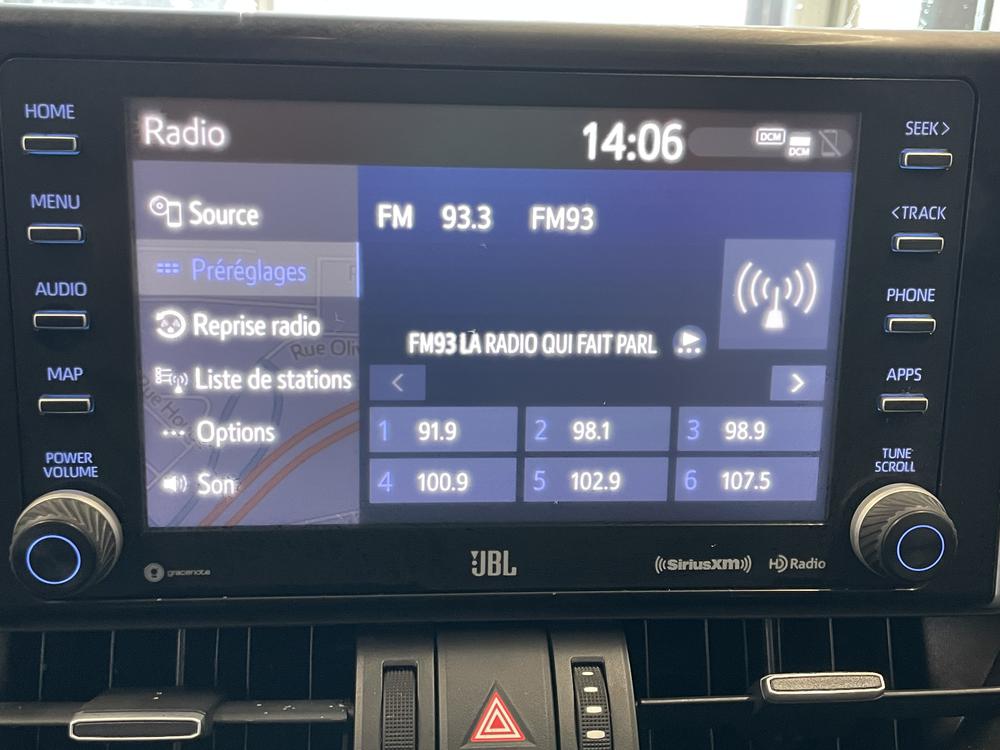 HOME
MENU
AUDIO
MAP
POWER
VOLUME
Radio
14:06
DCM
DCM
Source
Préréglages
Reprise radio
Liste de stations
Options
Son
Rue Oli
FM 93.3 FM93
FM93 LA RADIO QUI FAIT PARL
< >
1 91.9 2 98.1 3 98.9
4 100.9 5 102.9 6 107.5
SEEK >
< TRACK
PHONE
APPS
TUNE
SCROLL
gracenote
JBL
((SiriusXM))
HD Radio